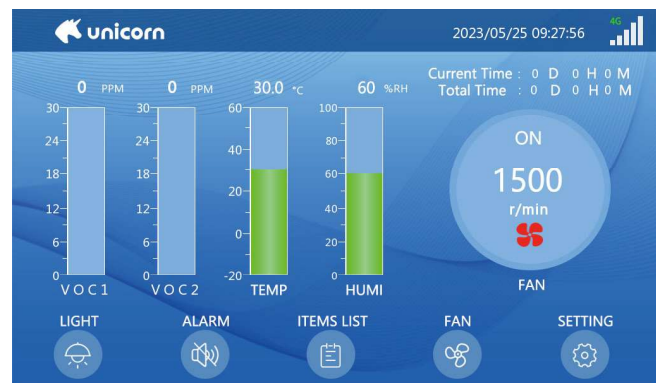 unicorn
2023/05/25 09:27:56
4G
Current Time : 0 D 0 H 0 M
Total Time : 0 D 0 H 0 M
0 PPM
0 PPM
30.0 °C
60 %RH
30
24
18
12
6
0
VOC1
30
24
18
12
6
0
VOC2
60
40
20
0
-20
TEMP
100
80
60
40
20
0
HUMI
ON
1500
r/min
FAN
LIGHT
ALARM
ITEMS LIST
FAN
SETTING